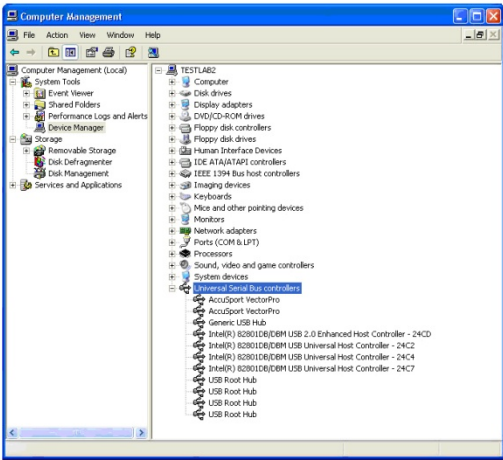 Computer Management
File Action View Window Help
Computer Management (Local)
System Tools
Event Viewer
Shared Folders
Performance Logs and Alerts
Device Manager
Storage
Removable Storage
Disk Defragmenter
Disk Management
Services and Applications
TESTLAB2
Computer
Disk drives
Display adapters
DVD/CD-ROM drives
Floppy disk controllers
Floppy disk drives
Human Interface Devices
IDE ATA/ATAPI controllers
IEEE 1394 Bus host controllers
Imaging devices
Keyboards
Mice and other pointing devices
Monitors
Network adapters
Ports (COM & LPT)
Processors
Sound, video and game controllers
System devices
Universal Serial Bus controllers
AccuSport VectorPro
AccuSport VectorPro
Generic USB Hub
Intel(R) 82801DB/DBM USB 2.0 Enhanced Host Controller - 24CD
Intel(R) 82801DB/DBM USB Universal Host Controller - 24C2
Intel(R) 82801DB/DBM USB Universal Host Controller - 24C4
Intel(R) 82801DB/DBM USB Universal Host Controller - 24C7
USB Root Hub
USB Root Hub
USB Root Hub
USB Root Hub